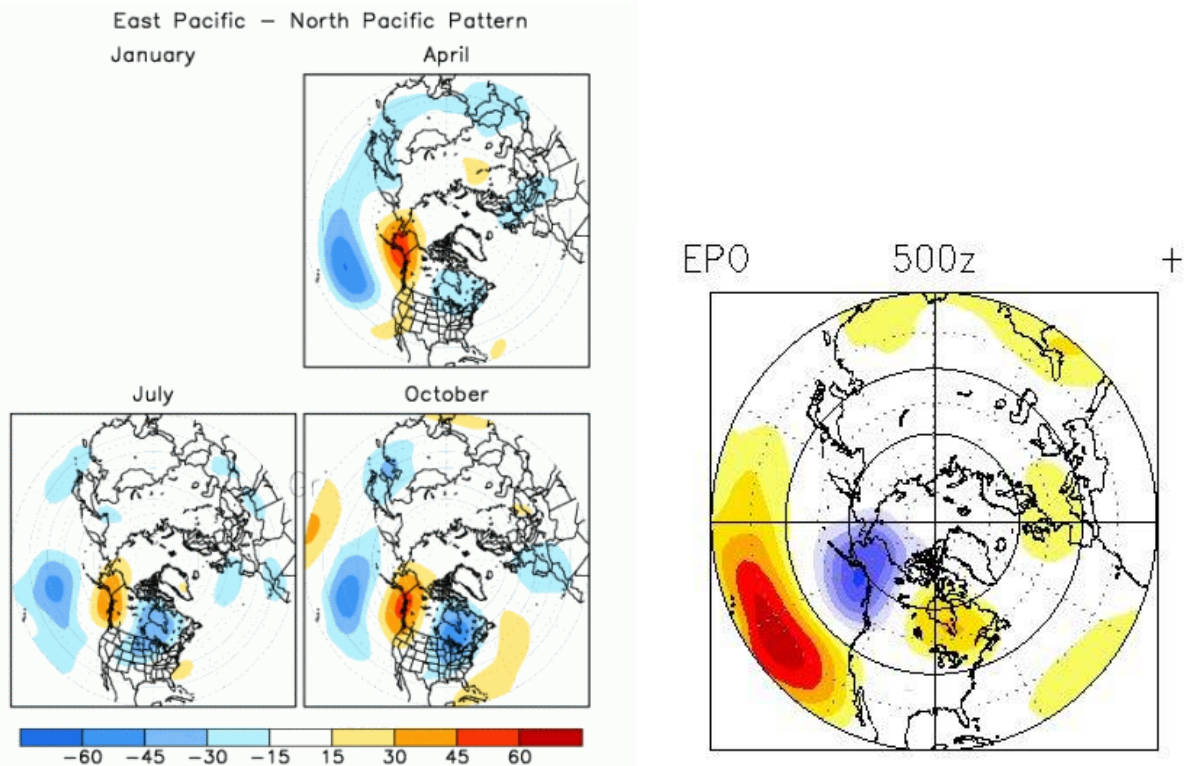 East Pacific – North Pacific Pattern
January April
July October
-60 -45 -30 -15 15 30 45 60
EPO 500z +